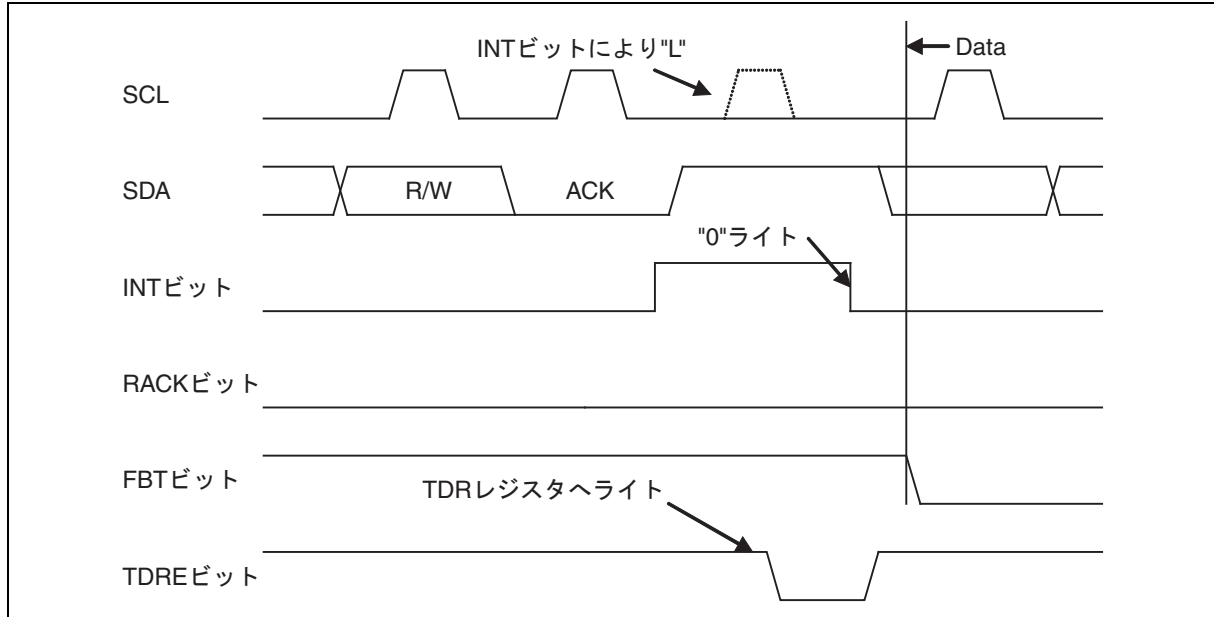 INTビットにより"L"
Data
SCL
SDA
R/W
ACK
"0"ライト
INTビット
RACKビット
FBTビット
TDRレジスタへライト
TDREビット